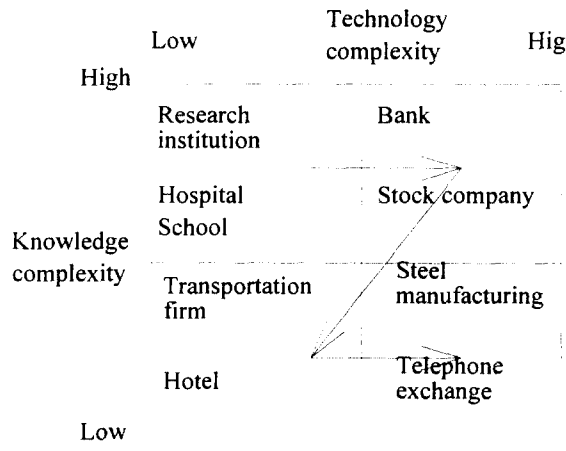 Low
Technology
complexity
Hig
High
Research
institution
Bank
Hospital
School
Stock company
Knowledge
complexity
Transportation
firm
Steel
manufacturing
Hotel
Telephone
exchange
Low